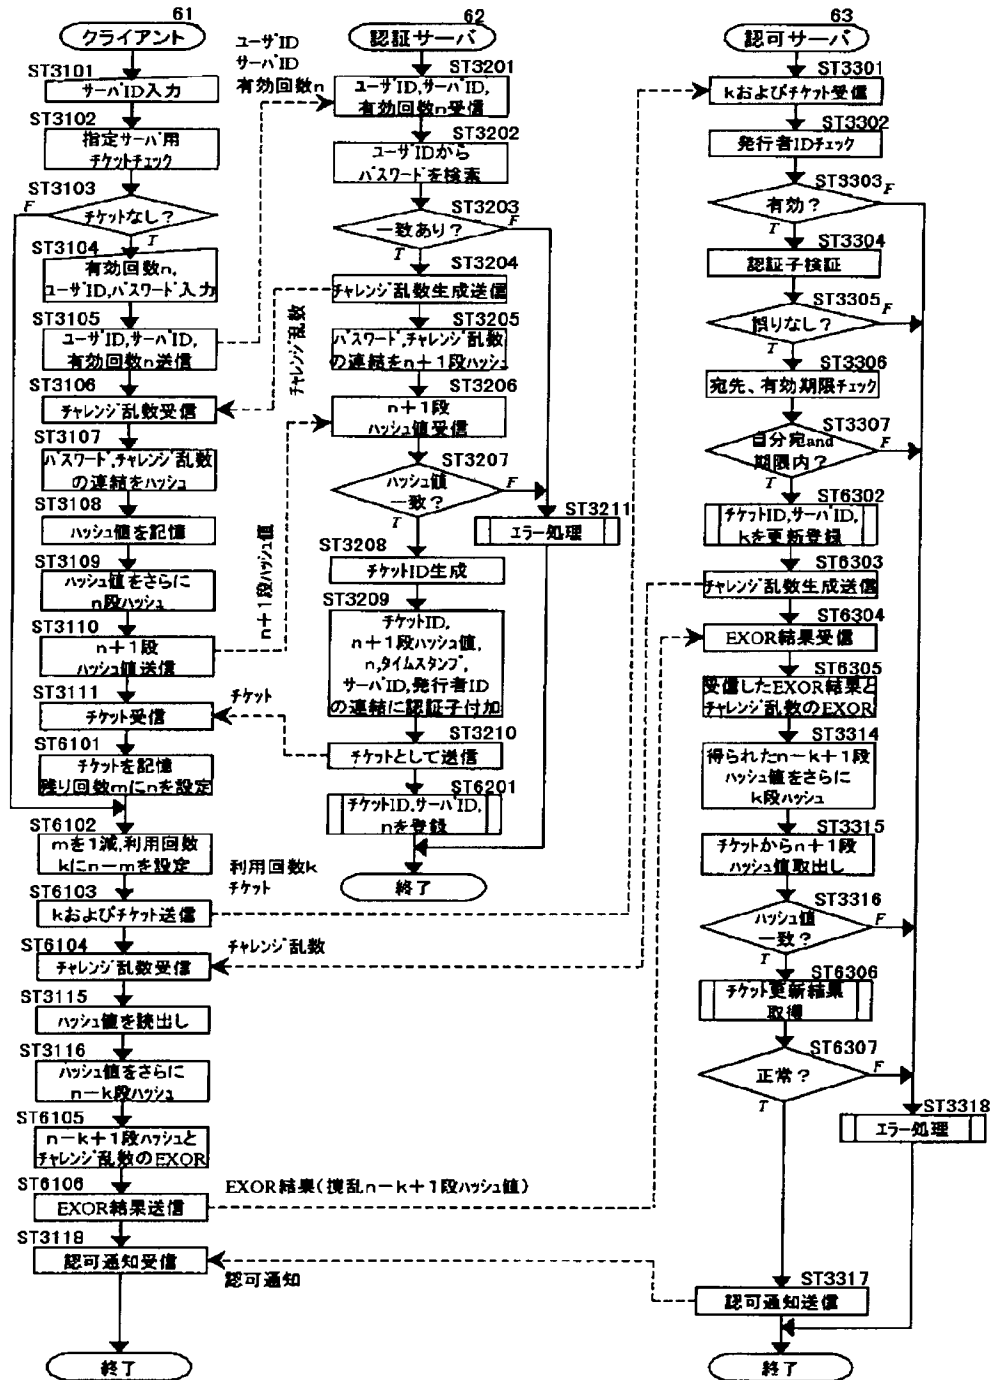 61
クライアント
ST3101
サーバID入力
ST3102
指定サーバ用
チケットチェック
ST3103
チケットなし?
F
T
ST3104
有効回数n,
ユーザID,パスワード入力
ST3105
ユーザID,サーバID,
有効回数n送信
ST3106
チャレンジ乱数受信
ST3107
パスワード,チャレンジ乱数
の連結をハッシュ
ST3108
ハッシュ値を記憶
ST3109
ハッシュ値をさらに
n段ハッシュ
ST3110
n+1段
ハッシュ値送信
ST3111
チケット受信
ST6101
チケットを記憶
残り回数mにnを設定
ST6102
mを1減,利用回数
kにn-mを設定
ST6103
kおよびチケット送信
ST6104
チャレンジ乱数受信
ST3115
ハッシュ値を読出し
ST3116
ハッシュ値をさらに
n-k段ハッシュ
ST6105
n-k+1段ハッシュと
チャレンジ乱数のEXOR
ST6106
EXOR結果送信
ST3118
認可通知受信
終了
ユーザID
サーバID
有効回数n
チャレンジ乱数
n+1段ハッシュ値
チケット
利用回数k
チケット
チャレンジ乱数
EXOR結果(撹乱n-k+1段ハッシュ値)
認可通知
62
認証サーバ
ST3201
ユーザID,サーバID,
有効回数n受信
ST3202
ユーザIDから
パスワードを検索
ST3203
一致あり?
F
T
ST3204
チャレンジ乱数生成送信
ST3205
パスワード,チャレンジ乱数
の連結をn+1段ハッシュ
ST3206
n+1段
ハッシュ値受信
ST3207
ハッシュ値
一致?
F
T
ST3211
エラー処理
ST3208
チケットID生成
ST3209
チケットID,
n+1段ハッシュ値,
n,タイムスタンプ,
サーバID,発行者ID
の連結に認証子付加
ST3210
チケットとして送信
ST6201
チケットID,サーバID,
nを登録
終了
63
認可サーバ
ST3301
kおよびチケット受信
ST3302
発行者IDチェック
ST3303
有効?
F
T
ST3304
認証子検証
ST3305
誤りなし?
F
T
ST3306
宛先、有効期限チェック
ST3307
自分宛and
期限内?
F
T
ST6302
チケットID,サーバID,
kを更新登録
ST6303
チャレンジ乱数生成送信
ST6304
EXOR結果受信
ST6305
受信したEXOR結果と
チャレンジ乱数のEXOR
ST3314
得られたn-k+1段
ハッシュ値をさらに
k段ハッシュ
ST3315
チケットからn+1段
ハッシュ値取出し
ST3316
ハッシュ値
一致?
F
T
ST6306
チケット更新結果
取得
ST6307
正常?
F
T
ST3318
エラー処理
ST3317
認可通知送信
終了